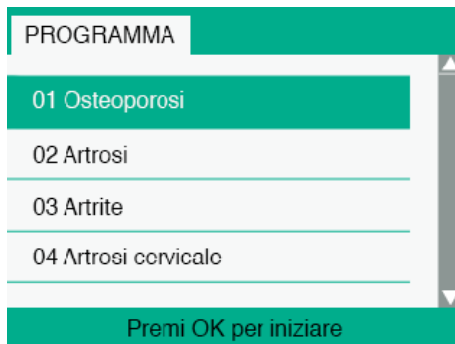 PROGRAMMA
01 Osteoporosi
02 Artrosi
03 Artrite
04 Artrosi cervicale
Premi OK per iniziare